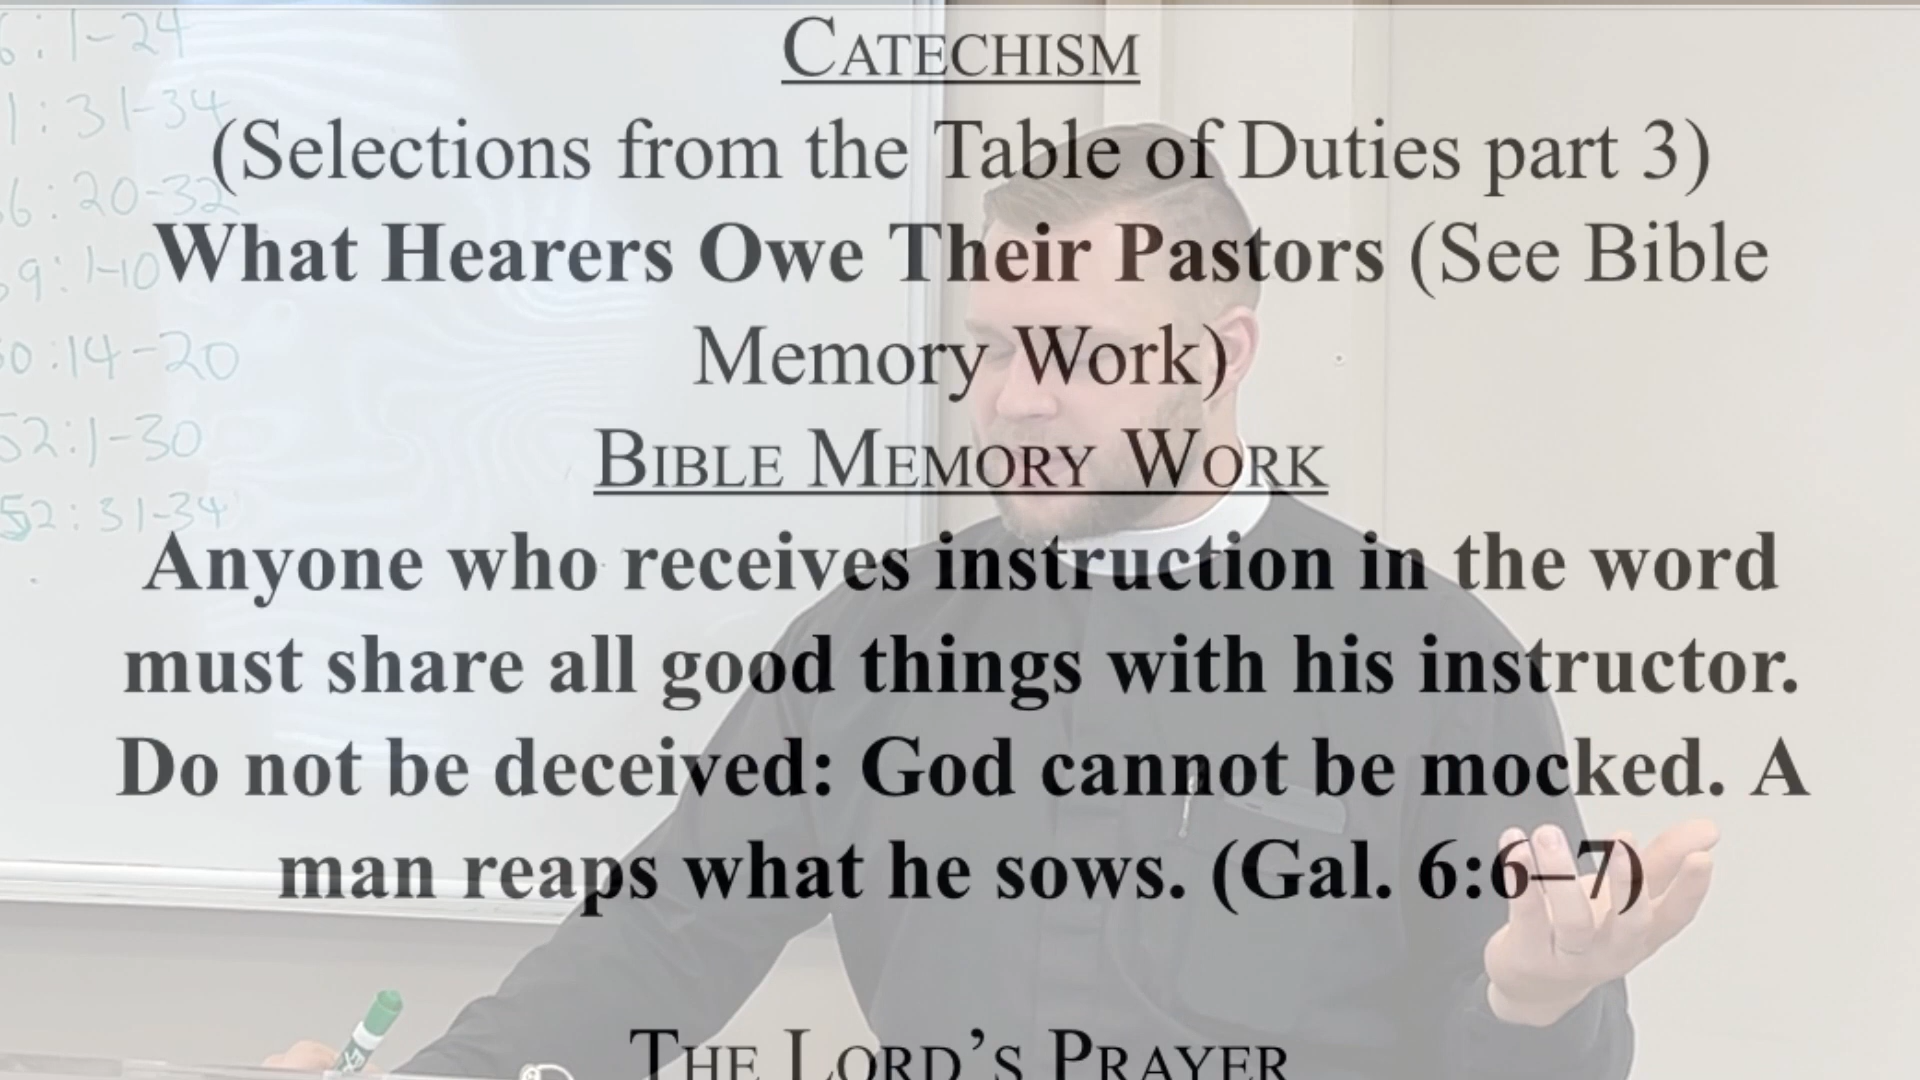 CATECHISM
(Selections from the Table of Duties part 3)
What Hearers Owe Their Pastors (See Bible
Memory Work)
BIBLE MEMORY WORK
Anyone who receives instruction in the word
must share all good things with his instructor.
Do not be deceived: God cannot be mocked. A
man reaps what he sows. (Gal. 6:6–7)
THE LORD’S PRAYER
6:1-24
1:31-34
6:20-32
9:1-10
0:14-20
52:1-30
52:31-34